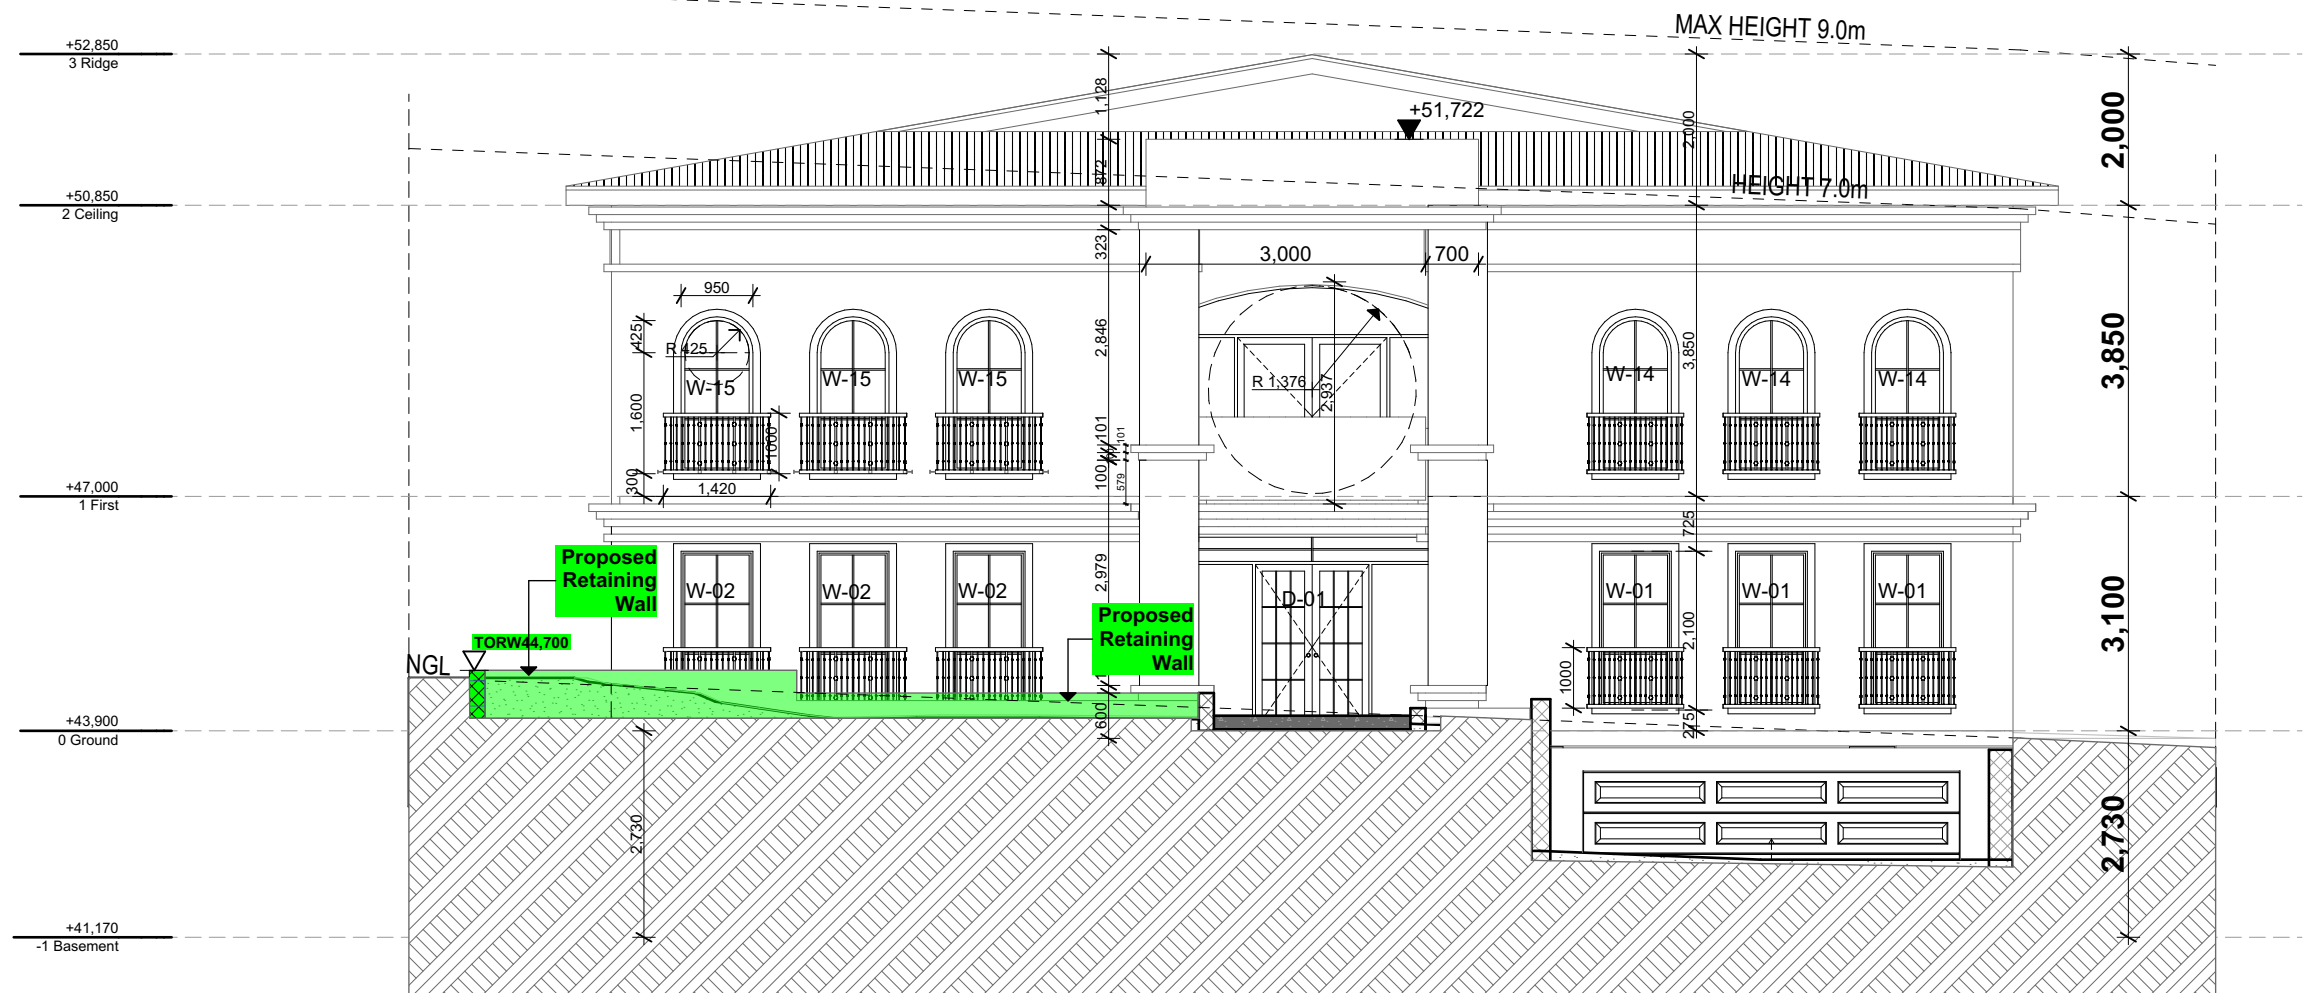 MAX HEIGHT 9.0m
+52,850
3 Ridge
1,128
+51,722
2,000
2,000
872
HEIGHT 7.0m
+50,850
2 Ceiling
323
3,000
700
950
425
R 425
2,846
3,850
3,850
W-15
W-15
W-15
R 1,376
2,937
W-14
W-14
W-14
1,600
1000
101
101
100
579
300
1,420
+47,000
1 First
725
Proposed
Retaining
Wall
2,979
W-02
W-02
W-02
D-01
W-01
W-01
W-01
Proposed
Retaining
Wall
2,100
3,100
TORW44,700
NGL
1000
600
275
+43,900
0 Ground
2,730
2,730
+41,170
-1 Basement